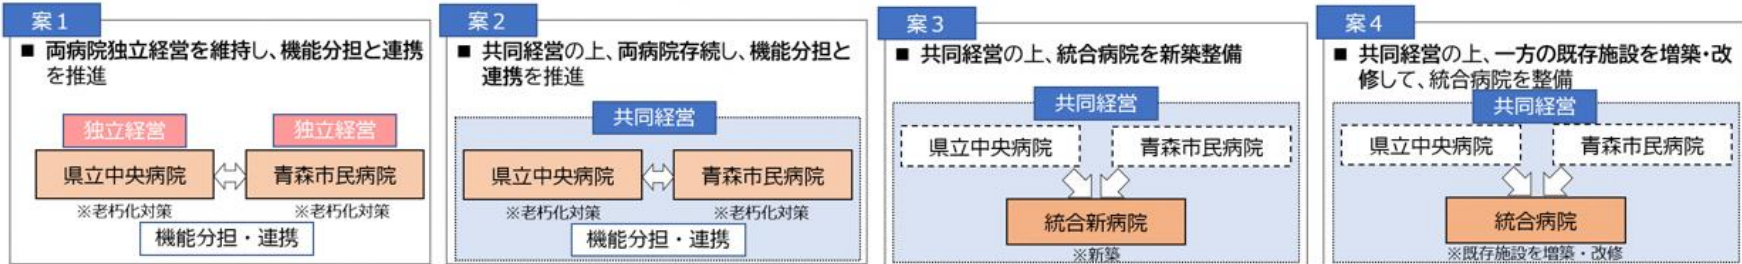 案１
■ 両病院独立経営を維持し、機能分担と連携
を推進
独立経営
独立経営
県立中央病院
青森市民病院
※老朽化対策
※老朽化対策
機能分担・連携
案２
■ 共同経営の上、両病院存続し、機能分担と
連携を推進
共同経営
県立中央病院
青森市民病院
※老朽化対策
※老朽化対策
機能分担・連携
案３
■ 共同経営の上、統合病院を新築整備
共同経営
県立中央病院
青森市民病院
統合新病院
※新築
案４
■ 共同経営の上、一方の既存施設を増築・改
修して、統合病院を整備
共同経営
県立中央病院
青森市民病院
統合病院
※既存施設を増築・改修